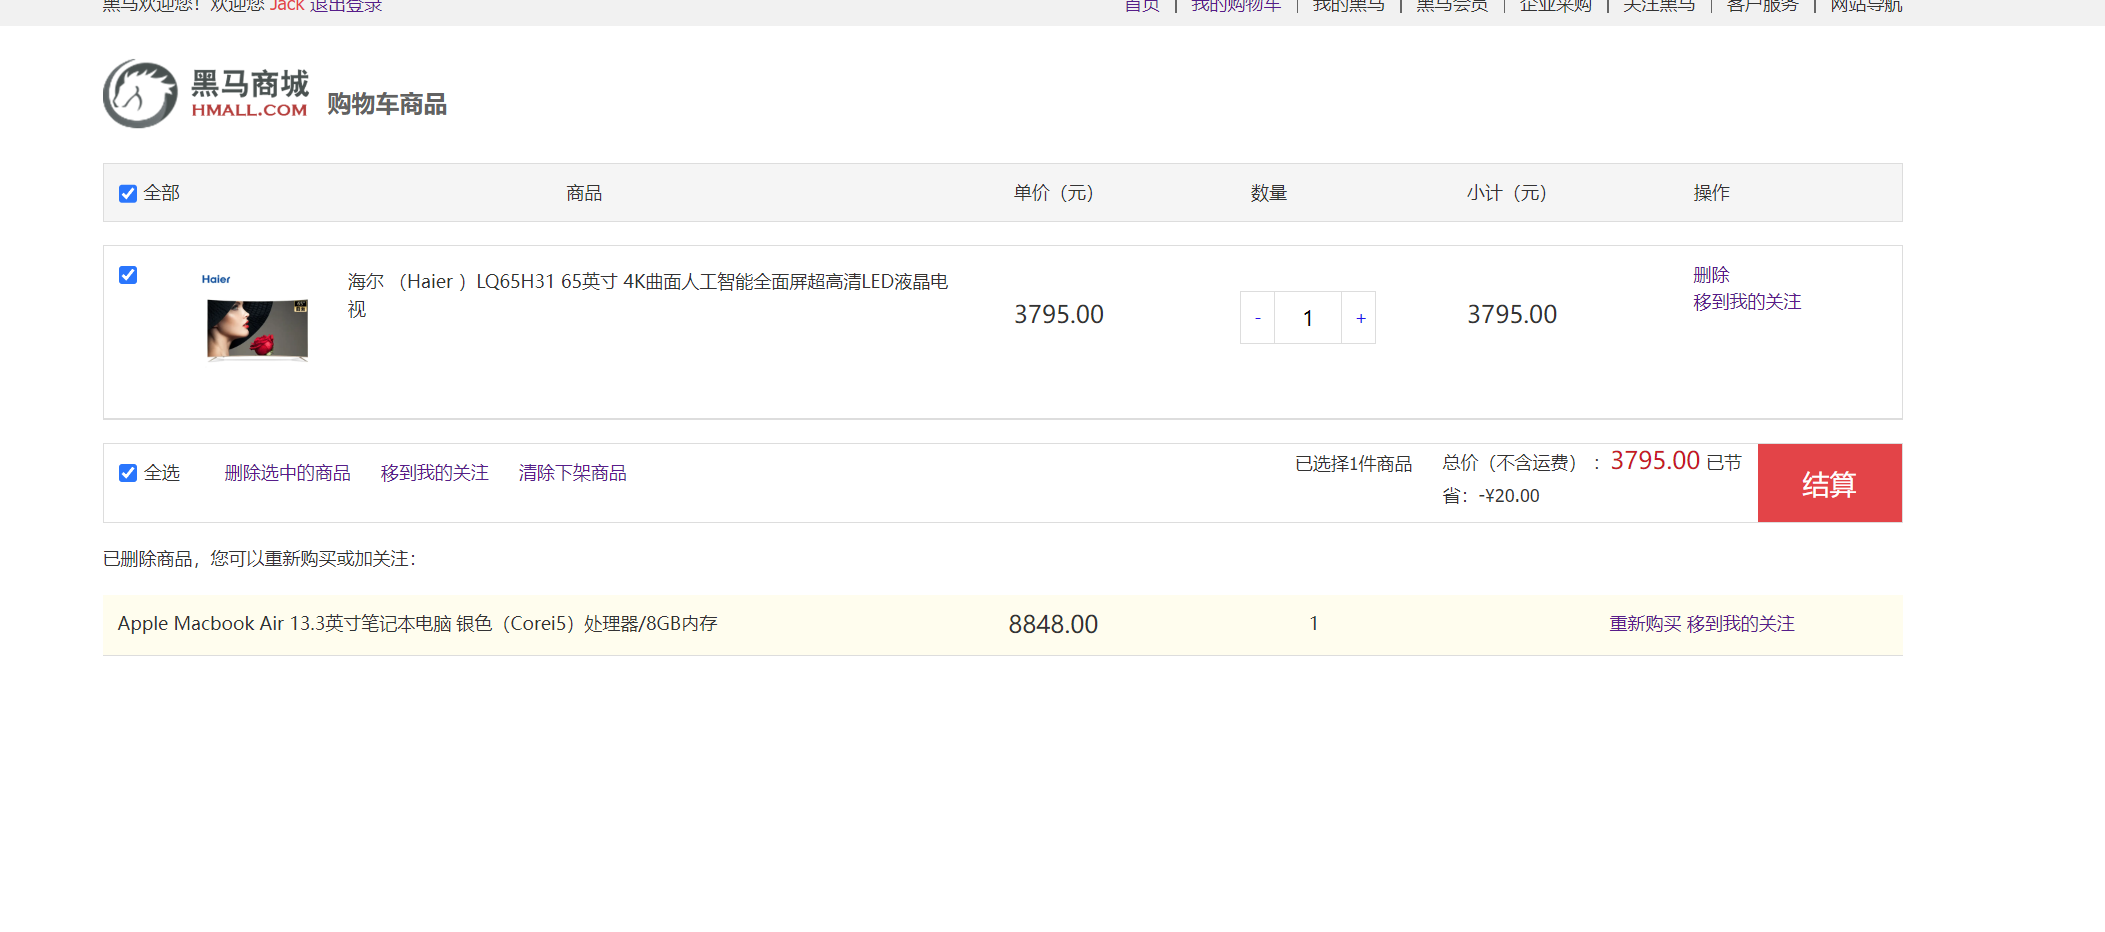 黑马欢迎您！欢迎您 Jack 退出登录
首页 | 我的购物车 | 我的黑马 | 黑马会员 | 企业采购 | 关注黑马 | 客户服务 | 网站导航
黑马商城
HMALL.COM
购物车商品
全部 商品 单价（元） 数量 小计（元） 操作
Haier
海尔 （Haier ）LQ65H31 65英寸 4K曲面人工智能全面屏超高清LED液晶电
视
3795.00 - 1 + 3795.00
删除
移到我的关注
全选 删除选中的商品 移到我的关注 清除下架商品
已选择1件商品 总价（不含运费） ：3795.00 已节
省：-¥20.00
结算
已删除商品，您可以重新购买或加关注：
Apple Macbook Air 13.3英寸笔记本电脑 银色（Corei5）处理器/8GB内存 8848.00 1 重新购买 移到我的关注